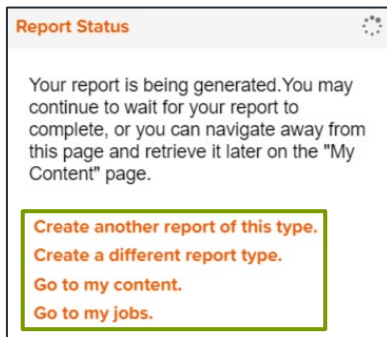 Report Status
Your report is being generated.You may
continue to wait for your report to
complete, or you can navigate away from
this page and retrieve it later on the "My
Content" page.
Create another report of this type.
Create a different report type.
Go to my content.
Go to my jobs.